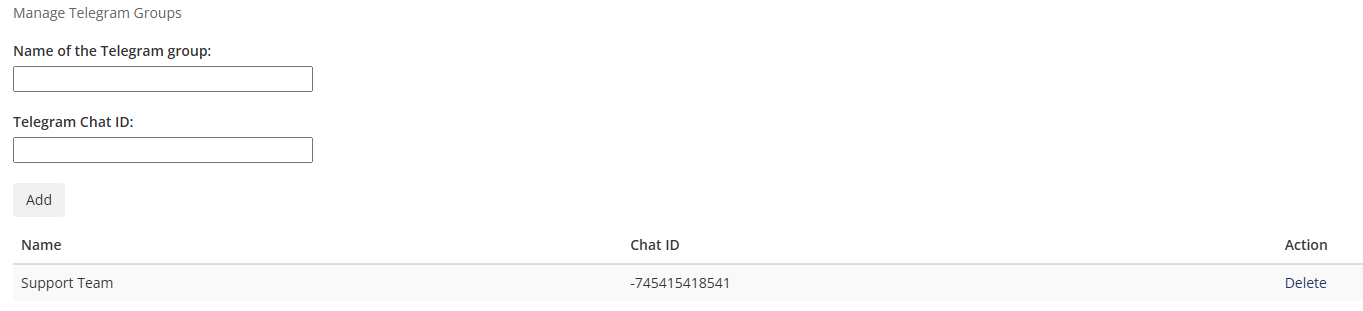 Manage Telegram Groups
Name of the Telegram group:
Telegram Chat ID:
Add
Name Chat ID Action
Support Team -745415418541 Delete